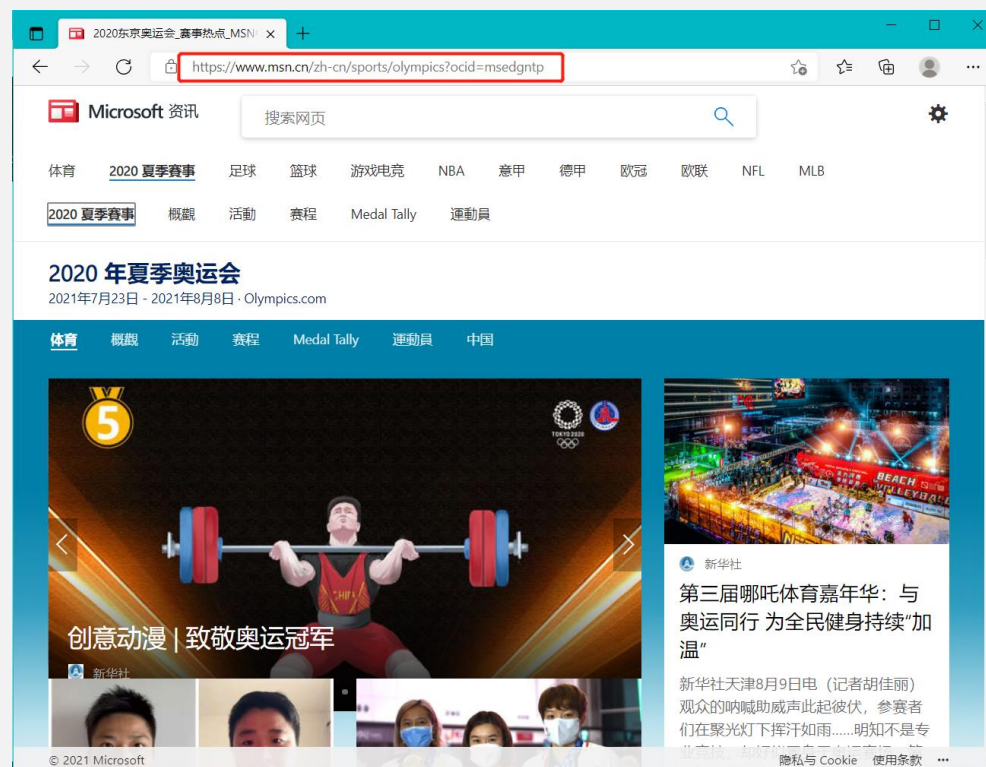 2020东京奥运会_赛事热点_MSN
https://www.msn.cn/zh-cn/sports/olympics?ocid=msedgntp
Microsoft 资讯
搜索网页
体育 2020 夏季賽事 足球 篮球 游戏电竞 NBA 意甲 德甲 欧冠 欧联 NFL MLB
2020 夏季賽事 概觀 活動 赛程 Medal Tally 運動員
2020 年夏季奥运会
2021年7月23日 - 2021年8月8日 · Olympics.com
体育 概觀 活動 赛程 Medal Tally 運動員 中国
5
TOKYO 2020
CHINA
创意动漫 | 致敬奥运冠军
新华社
BEACH
VOLLEYBALL
新华社
第三届哪吒体育嘉年华：与
奥运同行 为全民健身持续“加
温”
新华社天津8月9日电（记者胡佳丽）
观众的呐喊助威声此起彼伏，参赛者
们在聚光灯下挥汗如雨......明知不是专
© 2021 Microsoft
隐私与 Cookie 使用条款